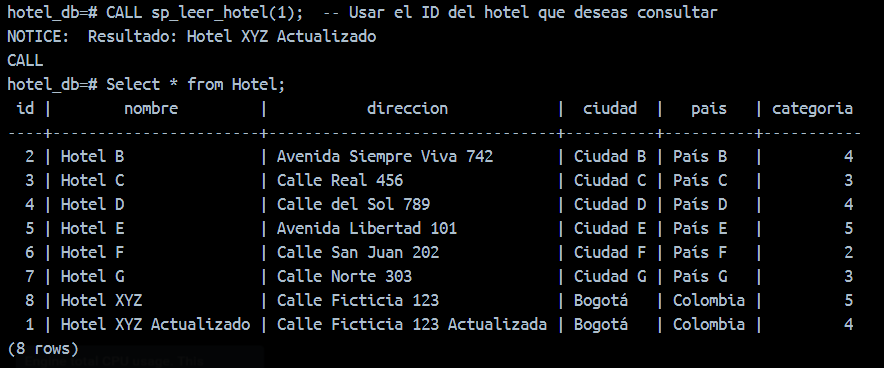 hotel_db=# CALL sp_leer_hotel(1);  -- Usar el ID del hotel que deseas consultar
NOTICE:  Resultado: Hotel XYZ Actualizado
CALL
hotel_db=# Select * from Hotel;
 id |        nombre         |           direccion            |  ciudad  |   pais   | categoria
----+-----------------------+--------------------------------+----------+----------+-----------
  2 | Hotel B               | Avenida Siempre Viva 742       | Ciudad B | País B   |         4
  3 | Hotel C               | Calle Real 456                 | Ciudad C | País C   |         3
  4 | Hotel D               | Calle del Sol 789              | Ciudad D | País D   |         4
  5 | Hotel E               | Avenida Libertad 101           | Ciudad E | País E   |         5
  6 | Hotel F               | Calle San Juan 202             | Ciudad F | País F   |         2
  7 | Hotel G               | Calle Norte 303                | Ciudad G | País G   |         3
  8 | Hotel XYZ             | Calle Ficticia 123             | Bogotá   | Colombia |         5
  1 | Hotel XYZ Actualizado | Calle Ficticia 123 Actualizada | Bogotá   | Colombia |         4
(8 rows)